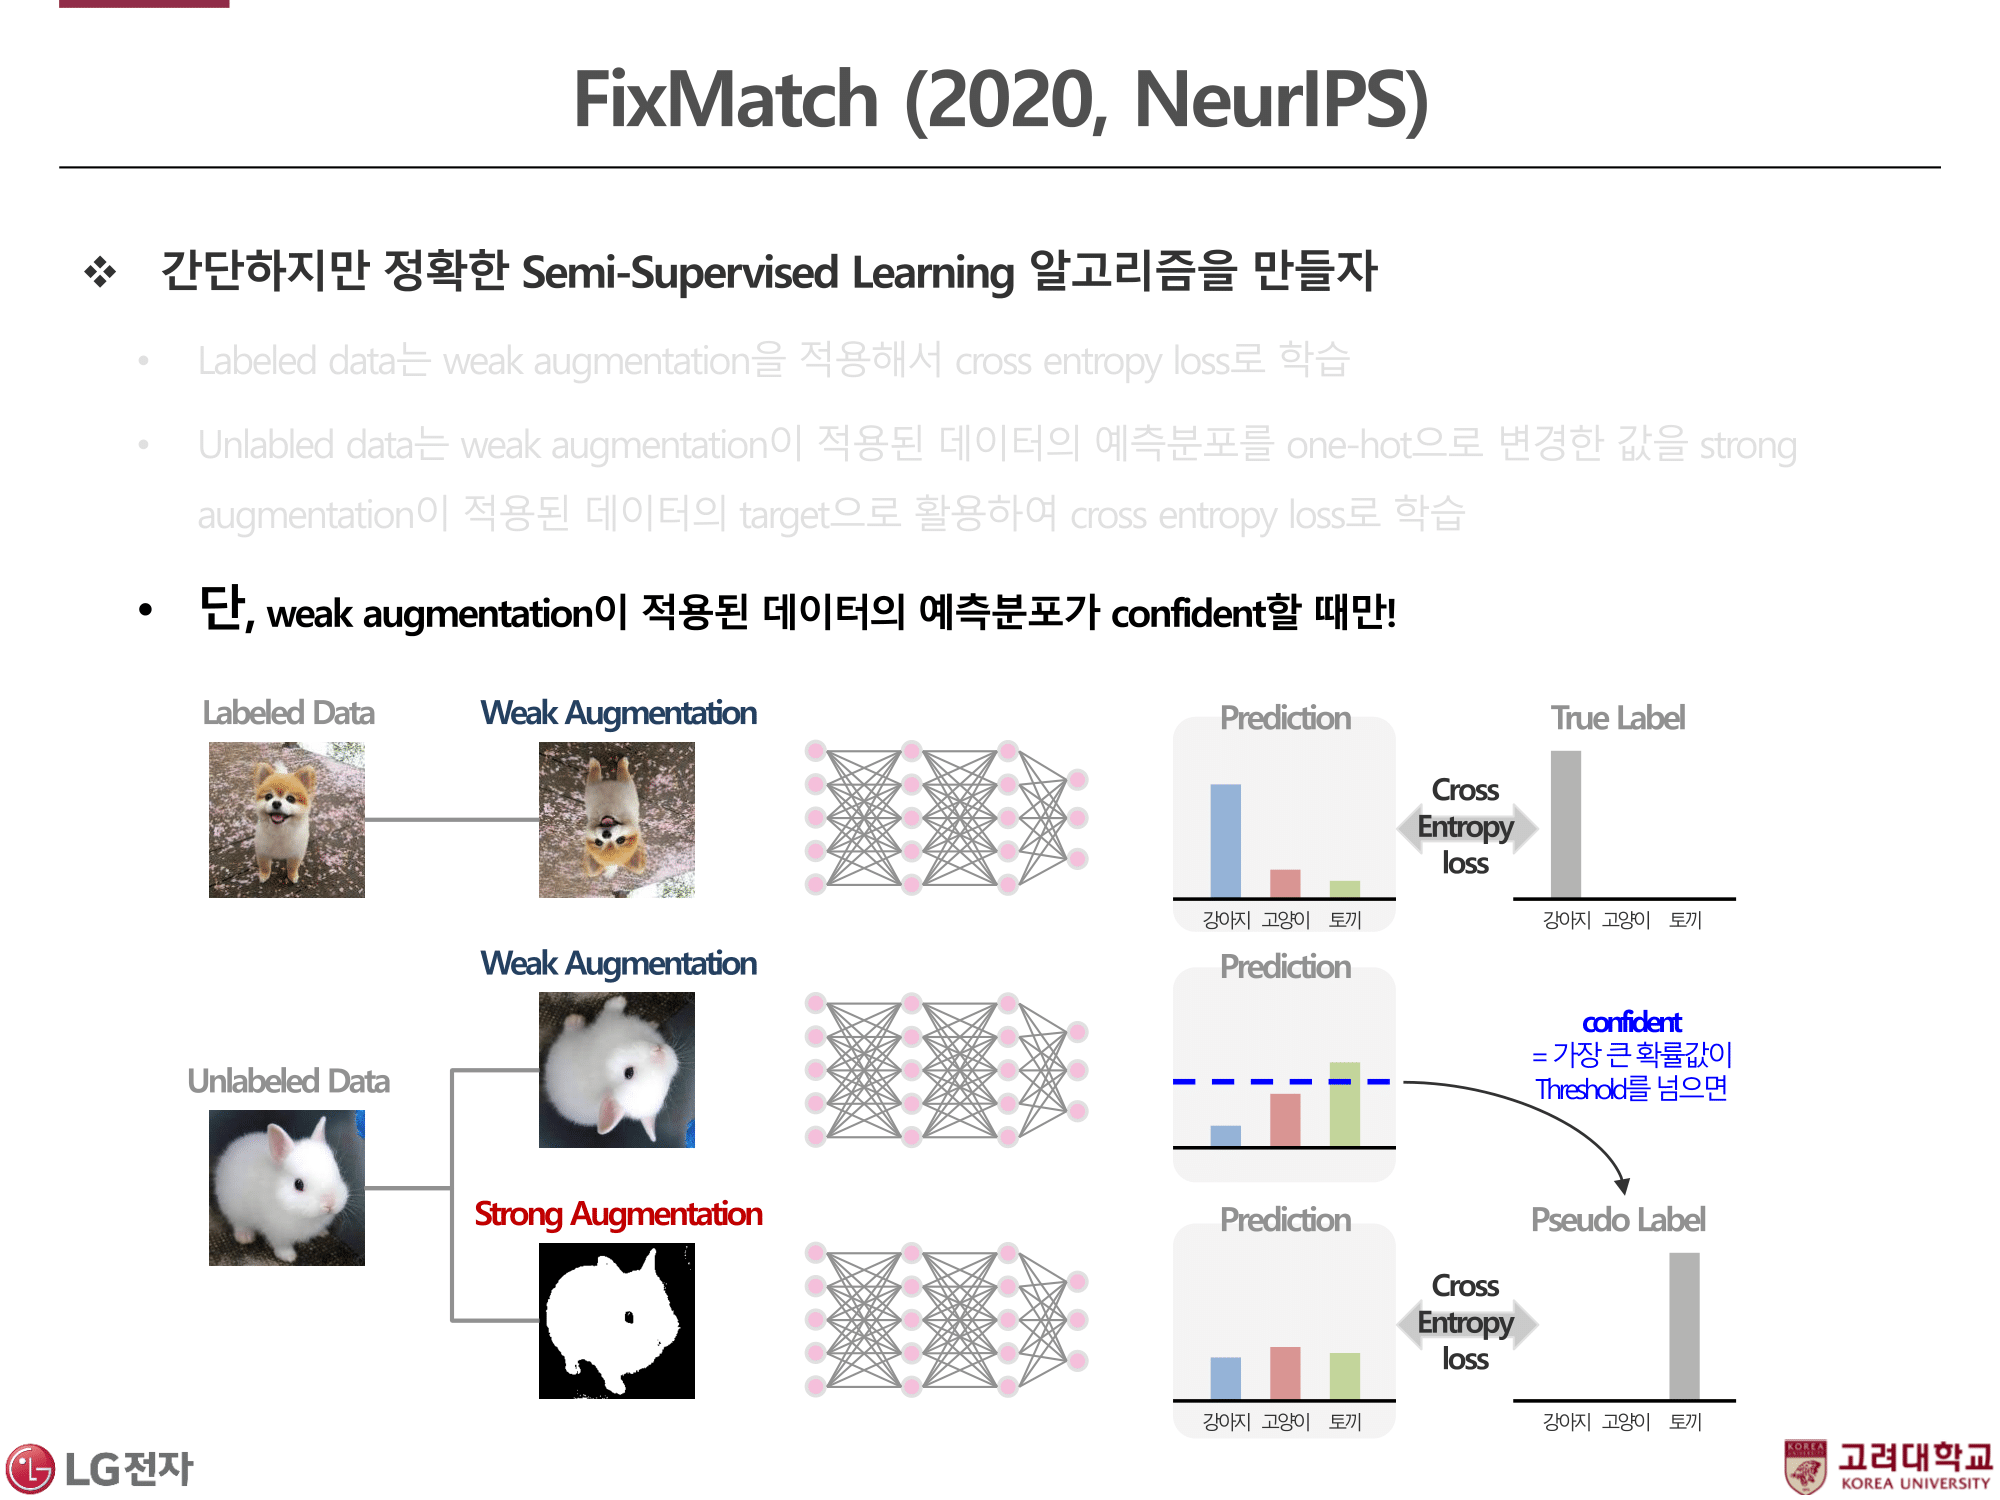 FixMatch (2020, NeurIPS)
❖ 간단하지만 정확한 Semi-Supervised Learning 알고리즘을 만들자
• Labeled data는 weak augmentation을 적용해서 cross entropy loss로 학습
• Unlabled data는 weak augmentation이 적용된 데이터의 예측분포를 one-hot으로 변경한 값을 strong
augmentation이 적용된 데이터의 target으로 활용하여 cross entropy loss로 학습
• 단, weak augmentation이 적용된 데이터의 예측분포가 confident할 때만!
Labeled Data
Weak Augmentation
Prediction
True Label
Cross
Entropy
loss
강아지 고양이 토끼
강아지 고양이 토끼
Weak Augmentation
Prediction
confident
= 가장 큰 확률값이
Threshold를 넘으면
Unlabeled Data
Strong Augmentation
Prediction
Pseudo Label
Cross
Entropy
loss
강아지 고양이 토끼
강아지 고양이 토끼
LG전자
KOREA
고려대학교
KOREA UNIVERSITY